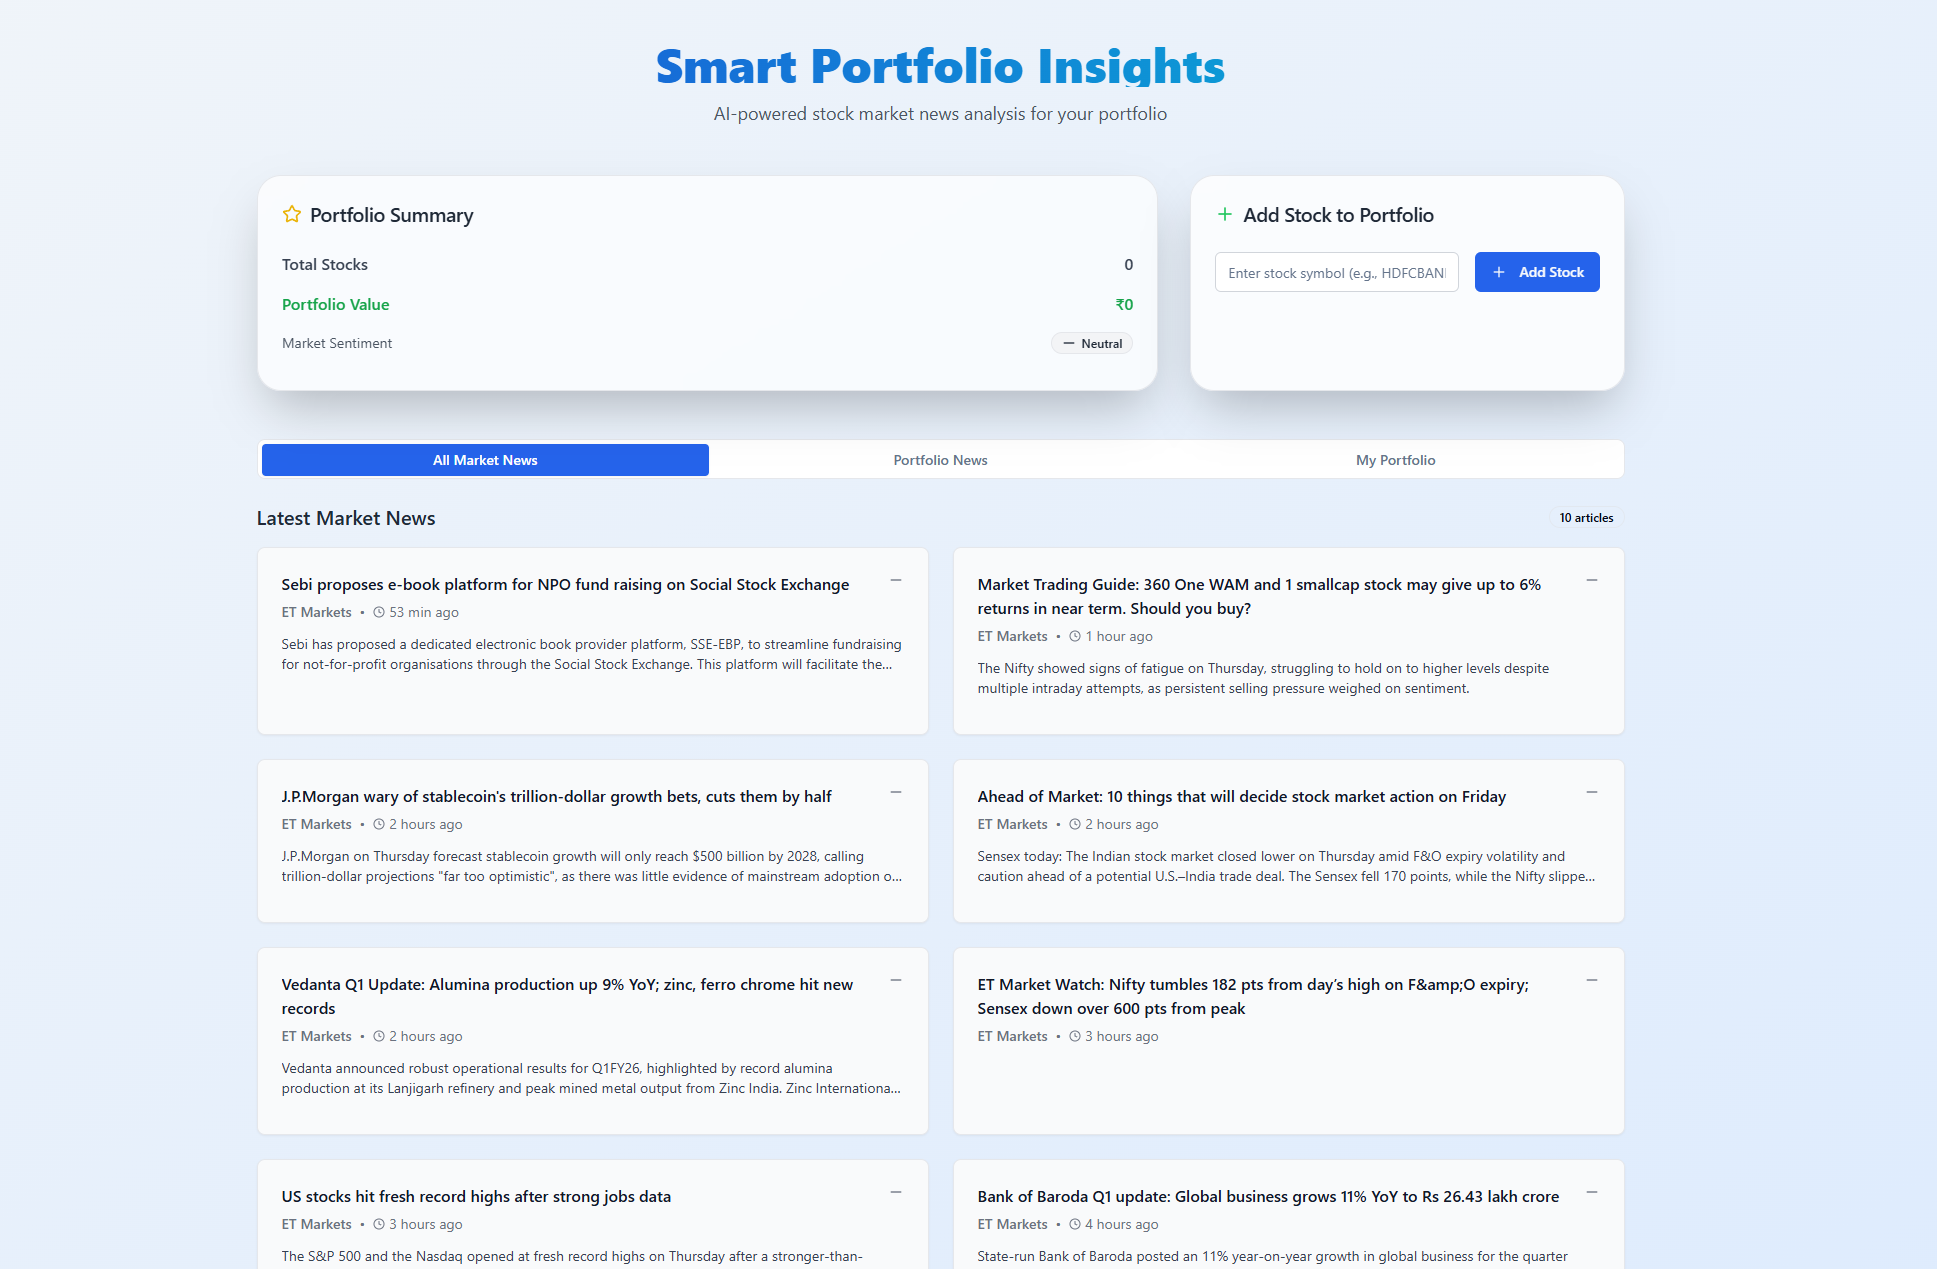 Smart Portfolio Insights
AI-powered stock market news analysis for your portfolio
Portfolio Summary
Total Stocks 0
Portfolio Value ₹0
Market Sentiment Neutral
Add Stock to Portfolio
Enter stock symbol (e.g., HDFCBAN
Add Stock
All Market News Portfolio News My Portfolio
Latest Market News 10 articles
Sebi proposes e-book platform for NPO fund raising on Social Stock Exchange
ET Markets • 53 min ago
Sebi has proposed a dedicated electronic book provider platform, SSE-EBP, to streamline fundraising
for not-for-profit organisations through the Social Stock Exchange. This platform will facilitate the...
Market Trading Guide: 360 One WAM and 1 smallcap stock may give up to 6%
returns in near term. Should you buy?
ET Markets • 1 hour ago
The Nifty showed signs of fatigue on Thursday, struggling to hold on to higher levels despite
multiple intraday attempts, as persistent selling pressure weighed on sentiment.
J.P.Morgan wary of stablecoin's trillion-dollar growth bets, cuts them by half
ET Markets • 2 hours ago
J.P.Morgan on Thursday forecast stablecoin growth will only reach $500 billion by 2028, calling
trillion-dollar projections "far too optimistic", as there was little evidence of mainstream adoption o...
Ahead of Market: 10 things that will decide stock market action on Friday
ET Markets • 2 hours ago
Sensex today: The Indian stock market closed lower on Thursday amid F&O expiry volatility and
caution ahead of a potential U.S.–India trade deal. The Sensex fell 170 points, while the Nifty slippe...
Vedanta Q1 Update: Alumina production up 9% YoY; zinc, ferro chrome hit new
records
ET Markets • 2 hours ago
Vedanta announced robust operational results for Q1FY26, highlighted by record alumina
production at its Lanjigarh refinery and peak mined metal output from Zinc India. Zinc Internationa...
ET Market Watch: Nifty tumbles 182 pts from day’s high on F&amp;O expiry;
Sensex down over 600 pts from peak
ET Markets • 3 hours ago
US stocks hit fresh record highs after strong jobs data
ET Markets • 3 hours ago
The S&P 500 and the Nasdaq opened at fresh record highs on Thursday after a stronger-than-
Bank of Baroda Q1 update: Global business grows 11% YoY to Rs 26.43 lakh crore
ET Markets • 4 hours ago
State-run Bank of Baroda posted an 11% year-on-year growth in global business for the quarter